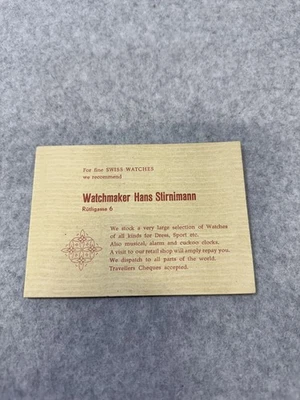 For fine SWISS WATCHES
we recommend
Watchmaker Hans Stirnimann
Rütligasse 6
We stock a very large selection of Watches
of all kinds for Dress, Sport etc.
Also musical, alarm and cuckoo clocks.
A visit to our retail shop will amply repay you.
We dispatch to all parts of the world.
Travellers Cheques accepted.